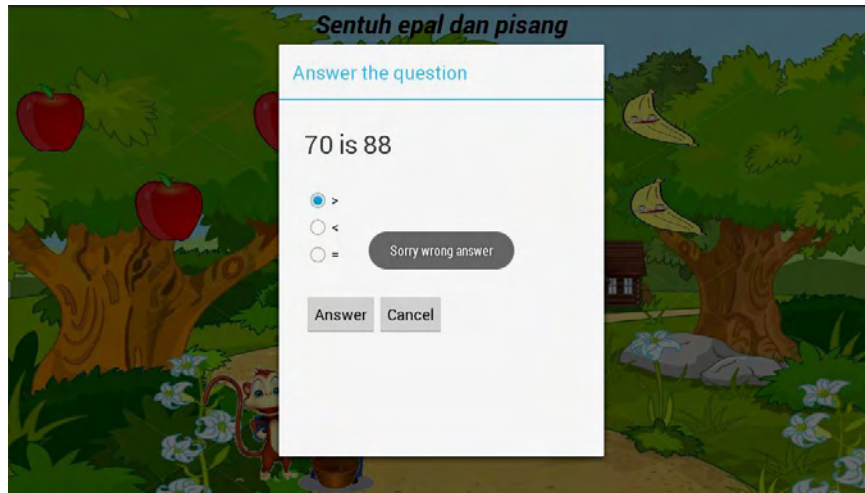 Sentuh epal dan pisang
Answer the question
70 is 88
>
<
=
Sorry wrong answer
Answer Cancel